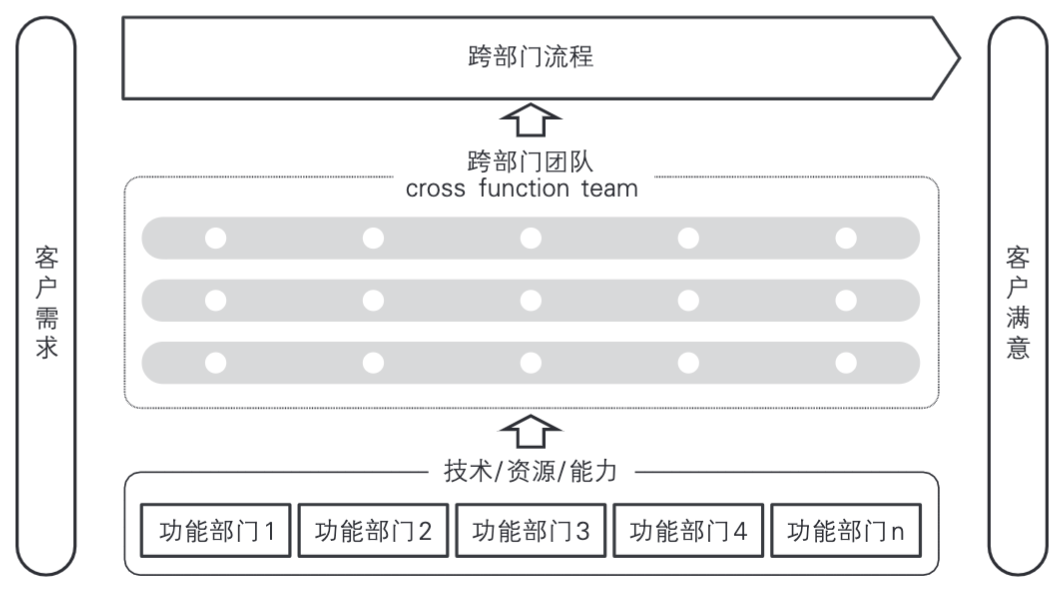 跨部门流程
跨部门团队
cross function team
客户需求
客户满意
技术/资源/能力
功能部门1
功能部门2
功能部门3
功能部门4
功能部门n